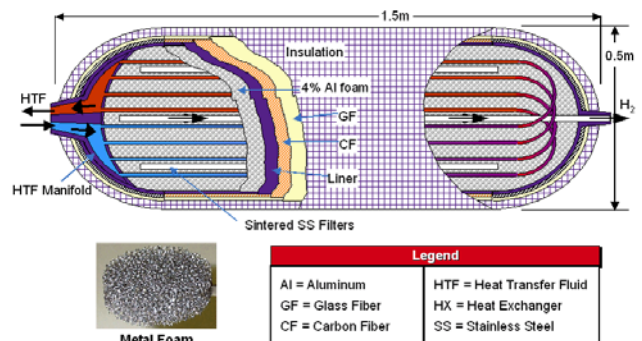 1.5m
Insulation
0.5m
4% Al foam
HTF
GF
H2
CF
Liner
HTF Manifold
Sintered SS Filters
Legend
Al = Aluminum
HTF = Heat Transfer Fluid
GF = Glass Fiber
HX = Heat Exchanger
CF = Carbon Fiber
SS = Stainless Steel
Metal Foam